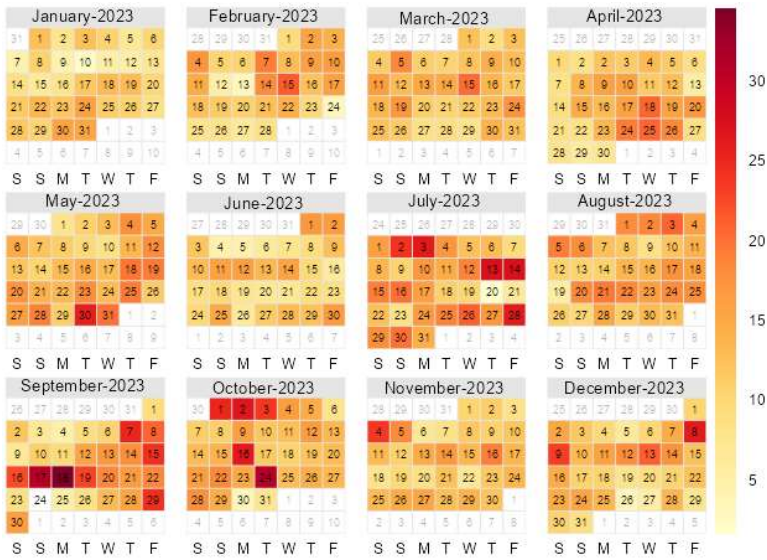 January-2023
31 1 2 3 4 5 6
7 8 9 10 11 12 13
14 15 16 17 18 19 20
21 22 23 24 25 26 27
28 29 30 31 1 2 3
4 5 6 7 8 9 10
S S M T W T F
February-2023
28 29 30 31 1 2 3
4 5 6 7 8 9 10
11 12 13 14 15 16 17
18 19 20 21 22 23 24
25 26 27 28 1 2 3
4 5 6 7 8 9 10
S S M T W T F
March-2023
25 26 27 28 1 2 3
4 5 6 7 8 9 10
11 12 13 14 15 16 17
18 19 20 21 22 23 24
25 26 27 28 29 30 31
1 2 3 4 5 6 7
S S M T W T F
April-2023
25 26 27 28 29 30 31
1 2 3 4 5 6
7 8 9 10 11 12 13
14 15 16 17 18 19 20
21 22 23 24 25 26 27
28 29 30 1 2 3 4
S S M T W T F
May-2023
29 30 1 2 3 4 5
6 7 8 9 10 11 12
13 14 15 16 17 18 19
20 21 22 23 24 25 26
27 28 29 30 31 1 2
3 4 5 6 7 8 9
S S M T W T F
June-2023
27 28 29 30 31 1 2
3 4 5 6 7 8 9
10 11 12 13 14 15 16
17 18 19 20 21 22 23
24 25 26 27 28 29 30
1 2 3 4 5 6 7
S S M T W T F
July-2023
24 25 26 27 28 29 30
1 2 3 4 5 6 7
8 9 10 11 12 13 14
15 16 17 18 19 20 21
22 23 24 25 26 27 28
29 30 31 1 2 3 4
S S M T W T F
August-2023
29 30 31 1 2 3 4
5 6 7 8 9 10 11
12 13 14 15 16 17 18
19 20 21 22 23 24 25
26 27 28 29 30 31 1
2 3 4 5 6 7 8
S S M T W T F
September-2023
26 27 28 29 30 31 1
2 3 4 5 6 7 8
9 10 11 12 13 14 15
16 17 18 19 20 21 22
23 24 25 26 27 28 29
30 1 2 3 4 5 6
S S M T W T F
October-2023
30 1 2 3 4 5 6
7 8 9 10 11 12 13
14 15 16 17 18 19 20
21 22 23 24 25 26 27
28 29 30 31 1 2 3
4 5 6 7 8 9 10
S S M T W T F
November-2023
28 29 30 31 1 2 3
4 5 6 7 8 9 10
11 12 13 14 15 16 17
18 19 20 21 22 23 24
25 26 27 28 29 30 1
2 3 4 5 6 7 8
S S M T W T F
December-2023
25 26 27 28 29 30 1
2 3 4 5 6 7 8
9 10 11 12 13 14 15
16 17 18 19 20 21 22
23 24 25 26 27 28 29
30 31 1 2 3 4 5
S S M T W T F
30
25
20
15
10
5